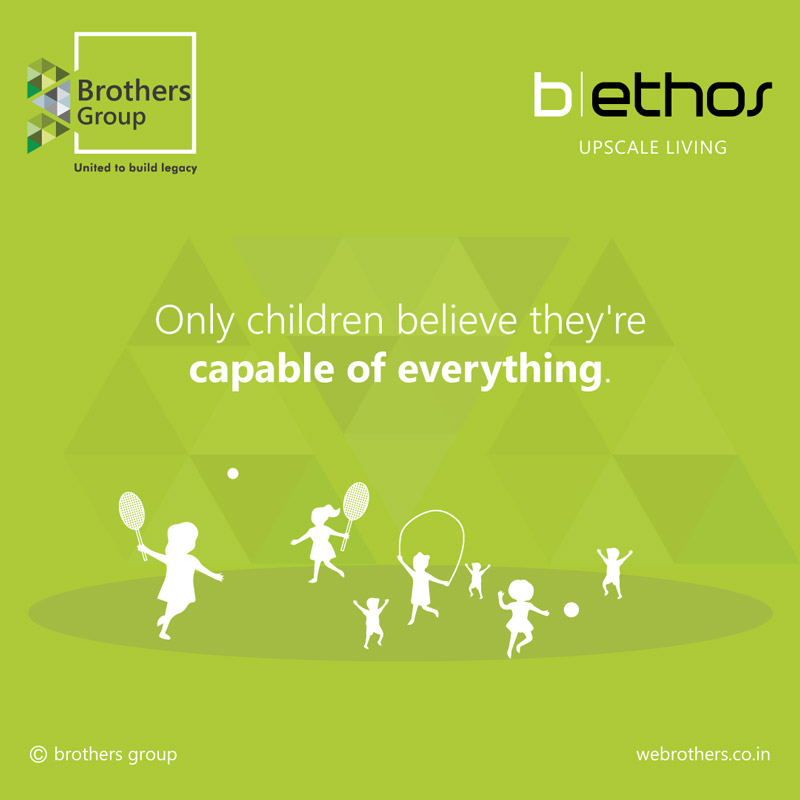 Brothers
Group
United to build legacy
b|ethos
UPSCALE LIVING
Only children believe they're
capable of everything.
© brothers group
webrothers.co.in